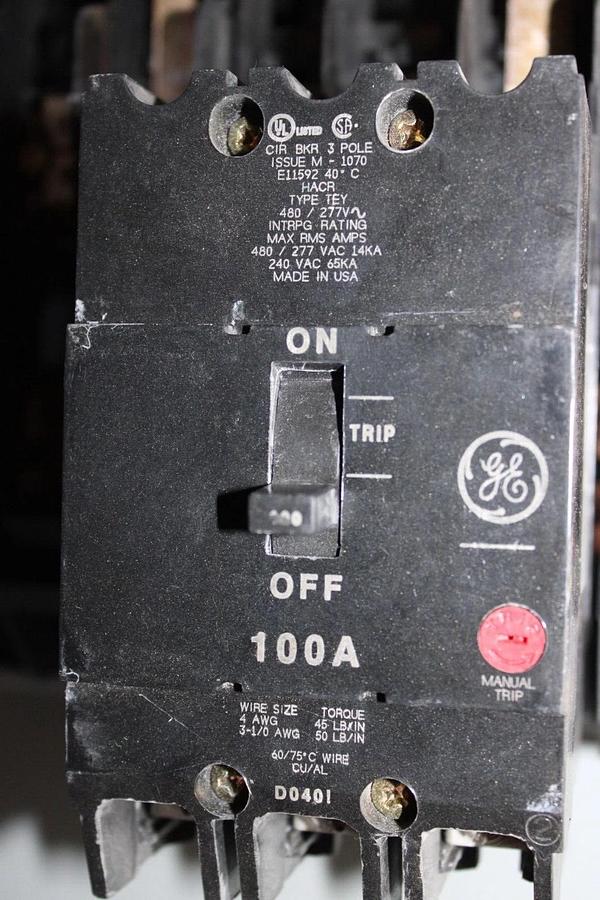 UL LISTED SA
CIR BKR 3 POLE
ISSUE M - 1070
E11592 40° C
HACR
TYPE TEY
480 / 277V∿
INTRPG RATING
MAX RMS AMPS
480 / 277 VAC 14KA
240 VAC 65KA
MADE IN USA
ON
TRIP
GE
OFF
100A
MANUAL
TRIP
WIRE SIZE TORQUE
4 AWG 45 LB/IN
3-1/0 AWG 50 LB/IN
60/75°C WIRE
CU/AL
D040!
2